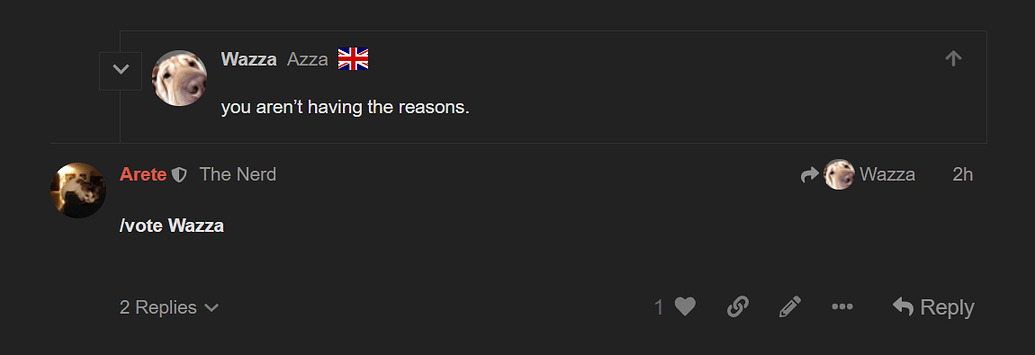 Wazza Azza
you aren't having the reasons.
Arete The Nerd Wazza 2h
/vote Wazza
2 Replies 1 Reply